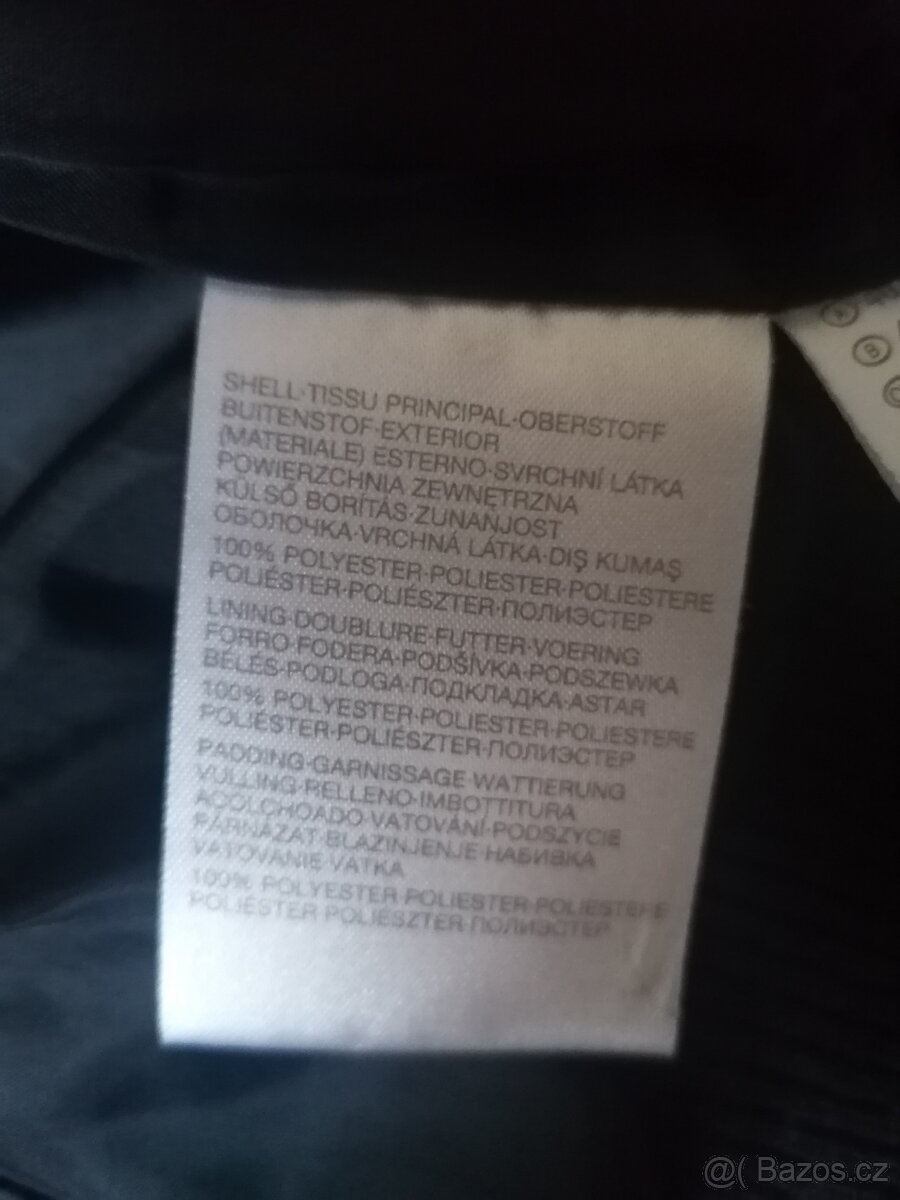 SHELL·TISSU PRINCIPAL·OBERSTOFF
BUITENSTOF·EXTERIOR
(MATERIALE) ESTERNO·SVRCHNÍ LÁTKA
POWIERZCHNIA ZEWNĘTRZNA
KÜLSŐ BORÍTÁS·ZUNANJOST
ОБОЛОЧКА·VRCHNÁ LÁTKA·DIŞ KUMAŞ
100% POLYESTER·POLIESTER·POLIESTERE
POLIÉSTER·POLIÉSZTER·ПОЛИЭСТЕР
LINING·DOUBLURE·FUTTER·VOERING
FORRO·FODERA·PODŠÍVKA·PODSZEWKA
BÉLÉS·PODLOGA·ПОДКЛАДКА·ASTAR
100% POLYESTER·POLIESTER·POLIESTERE
POLIÉSTER·POLIÉSZTER·ПОЛИЭСТЕР
PADDING·GARNISSAGE·WATTIERUNG
VULLING·RELLENO·IMBOTTITURA
ACOLCHOADO·VATOVÁNÍ·PODSZYCIE
PÁRNÁZAT·BLAZINJENJE·НАБИВКА
VATOVANIE·VATKA
100% POLYESTER·POLIESTER·POLIESTERE
POLIÉSTER·POLIÉSZTER·ПОЛИЭСТЕР
A
B
C
@( Bazos.cz